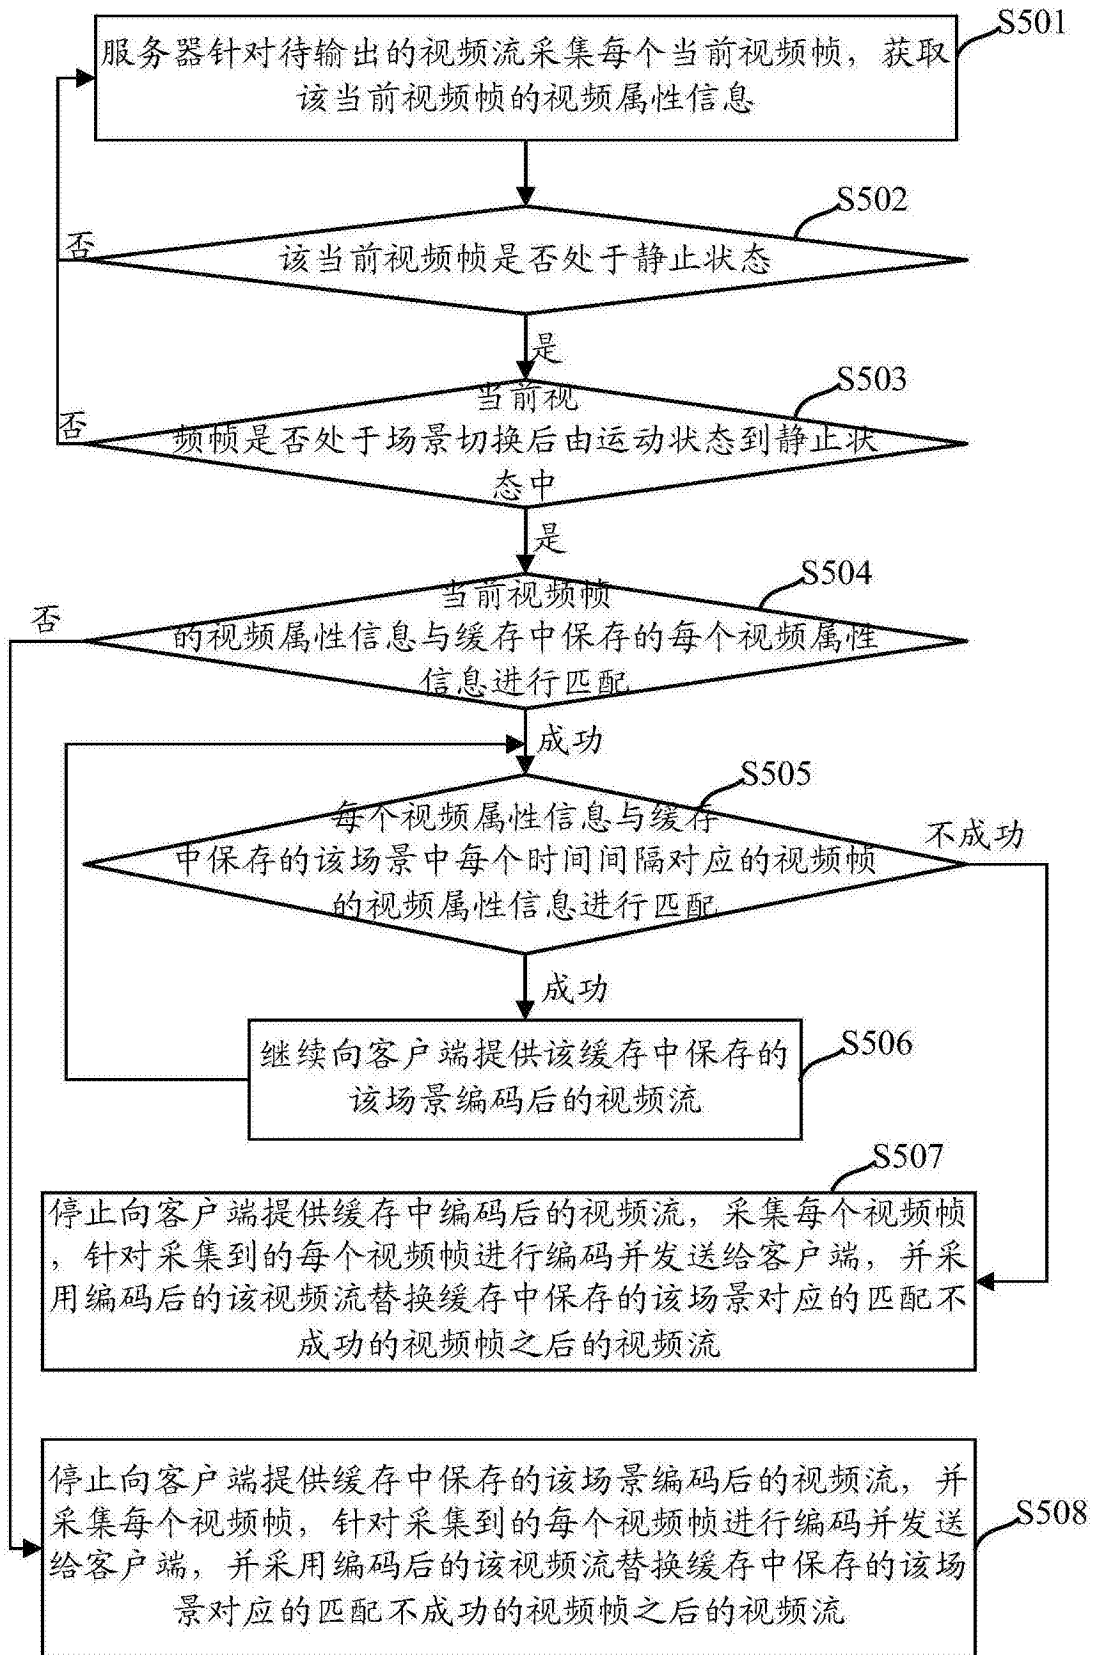 S501
服务器针对待输出的视频流采集每个当前视频帧，获取
该当前视频帧的视频属性信息
S502
否
该当前视频帧是否处于静止状态
是
S503
当前视
否
频帧是否处于场景切换后由运动状态到静止状
态中
是
S504
当前视频帧
否
的视频属性信息与缓存中保存的每个视频属性
信息进行匹配
成功
S505
每个视频属性信息与缓存
不成功
中保存的该场景中每个时间间隔对应的视频帧
的视频属性信息进行匹配
成功
S506
继续向客户端提供该缓存中保存的
该场景编码后的视频流
S507
停止向客户端提供缓存中编码后的视频流，采集每个视频帧
，针对采集到的每个视频帧进行编码并发送给客户端，并采
用编码后的该视频流替换缓存中保存的该场景对应的匹配不
成功的视频帧之后的视频流
停止向客户端提供缓存中保存的该场景编码后的视频流，并
S508
采集每个视频帧，针对采集到的每个视频帧进行编码并发送
给客户端，并采用编码后的该视频流替换缓存中保存的该场
景对应的匹配不成功的视频帧之后的视频流